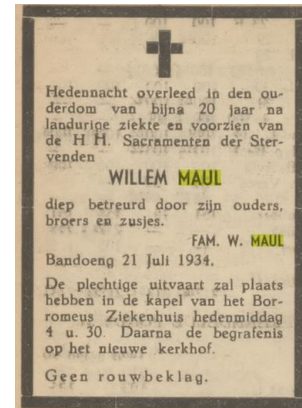 Hedennacht overleed in den ou-
derdom van bijna 20 jaar na
landurige ziekte en voorzien van
de H H. Sacramenten der Ster-
venden
WILLEM MAUL
diep betreurd door zijn ouders,
broers en zusjes.
FAM. W. MAUL
Bandoeng 21 Juli 1934.
De plechtige uitvaart zal plaats
hebben in de kapel van het Bor-
romeus Ziekenhuis hedenmiddag
4 u. 30. Daarna de begrafenis
op het nieuwe kerkhof.
Geen rouwbeklag.